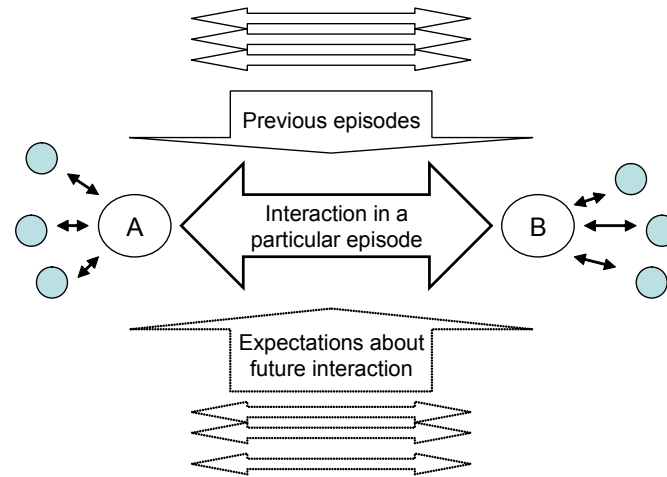 Previous episodes
A
Interaction in a
particular episode
B
Expectations about
future interaction